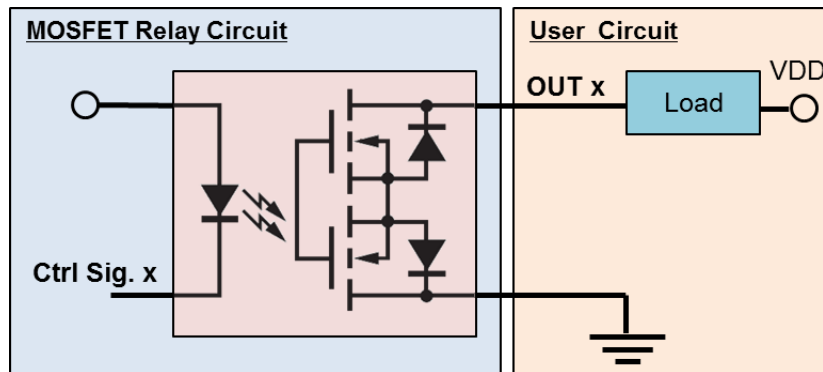 MOSFET Relay Circuit
User Circuit
VDD
OUT x
Load
Ctrl Sig. x